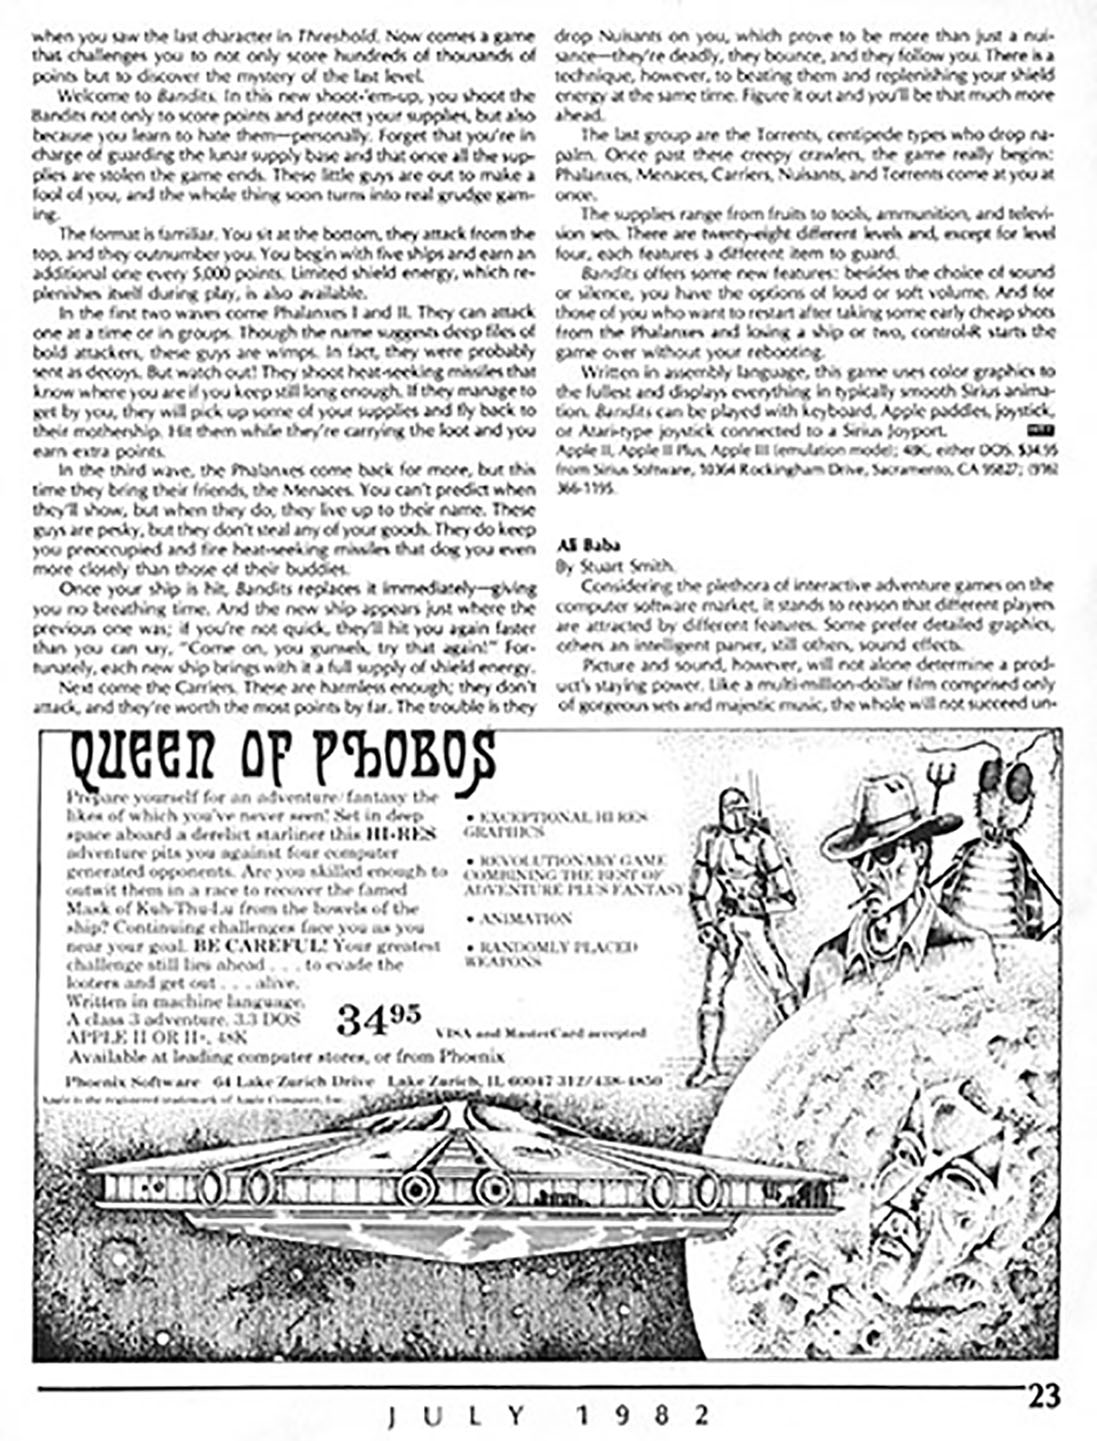 when you saw the last character in Threshold. Now comes a game
that challenges you to not only score hundreds of thousands of
points but to discover the mystery of the last level.
Welcome to Bandits. In this new shoot-'em-up, you shoot the
Bandits not only to score points and protect your supplies, but also
because you learn to hate them—personally. Forget that you're in
charge of guarding the lunar supply base and that once all the sup-
plies are stolen the game ends. These little guys are out to make a
fool of you, and the whole thing soon turns into real grudge gam-
ing.
The format is familiar. You sit at the bottom, they attack from the
top, and they outnumber you. You begin with five ships and earn an
additional one every 5,000 points. Limited shield energy, which re-
plenishes itself during play, is also available.
In the first two waves come Phalanxes I and II. They can attack
one at a time or in groups. Though the name suggests deep files of
bold attackers, these guys are wimps. In fact, they were probably
sent as decoys. But watch out! They shoot heat-seeking missiles that
know where you are if you keep still long enough. If they manage to
get by you, they will pick up some of your supplies and fly back to
their mothership. Hit them while they're carrying the loot and you
earn extra points.
In the third wave, the Phalanxes come back for more, but this
time they bring their friends, the Menaces. You can't predict when
they'll show, but when they do, they live up to their name. These
guys are pesky, but they don't steal any of your goods. They do keep
you preoccupied and fire heat-seeking missiles that dog you even
more closely than those of their buddies.
Once your ship is hit, Bandits replaces it immediately—giving
you no breathing time. And the new ship appears just where the
previous one was; if you're not quick, they'll hit you again faster
than you can say, "Come on, you gunsels, try that again!" For-
tunately, each new ship brings with it a full supply of shield energy.
Next come the Carriers. These are harmless enough; they don't
attack, and they're worth the most points by far. The trouble is they
drop Nuisants on you, which prove to be more than just a nui-
sance—they're deadly, they bounce, and they follow you. There is a
technique, however, to beating them and replenishing your shield
energy at the same time. Figure it out and you'll be that much more
ahead.
The last group are the Torrents, centipede types who drop na-
palm. Once past these creepy crawlers, the game really begins:
Phalanxes, Menaces, Carriers, Nuisants, and Torrents come at you at
once.
The supplies range from fruits to tools, ammunition, and televi-
sion sets. There are twenty-eight different levels and, except for level
four, each features a different item to guard.
Bandits offers some new features: besides the choice of sound
or silence, you have the options of loud or soft volume. And for
those of you who want to restart after taking some early cheap shots
from the Phalanxes and losing a ship or two, control-R starts the
game over without your rebooting.
Written in assembly language, this game uses color graphics to
the fullest and displays everything in typically smooth Sirius anima-
tion. Bandits can be played with keyboard, Apple paddles, joystick,
or Atari-type joystick connected to a Sirius Joyport.
Apple II, Apple II Plus, Apple III (emulation mode); 48K, either DOS. $34.95
from Sirius Software, 10364 Rockingham Drive, Sacramento, CA 95827; (916)
366-1195.
Ali Baba
By Stuart Smith.
Considering the plethora of interactive adventure games on the
computer software market, it stands to reason that different players
are attracted by different features. Some prefer detailed graphics,
others an intelligent parser, still others, sound effects.
Picture and sound, however, will not alone determine a prod-
uct's staying power. Like a multi-million-dollar film comprised only
of gorgeous sets and majestic music, the whole will not succeed un-
QUEEN OF PHOBOS
Prepare yourself for an adventure/fantasy the
likes of which you've never seen! Set in deep
space aboard a derelict starliner this HI-RES
adventure pits you against four computer
generated opponents. Are you skilled enough to
outwit them in a race to recover the famed
Mask of Kuh-Thu-Lu from the bowels of the
ship? Continuing challenges face you as you
near your goal. BE CAREFUL! Your greatest
challenge still lies ahead . . . to evade the
looters and get out . . . alive.
Written in machine language.
A class 3 adventure. 3.3 DOS
APPLE II OR II+, 48K
Available at leading computer stores, or from Phoenix
• EXCEPTIONAL HI RES
GRAPHICS
• REVOLUTIONARY GAME
COMBINING THE BEST OF
ADVENTURE PLUS FANTASY
• ANIMATION
• RANDOMLY PLACED
WEAPONS
34 95
VISA and MasterCard accepted
Phoenix Software 64 Lake Zurich Drive Lake Zurich, IL 60047 312/438-4850
Apple is the registered trademark of Apple Computer, Inc.
23
JULY 1982